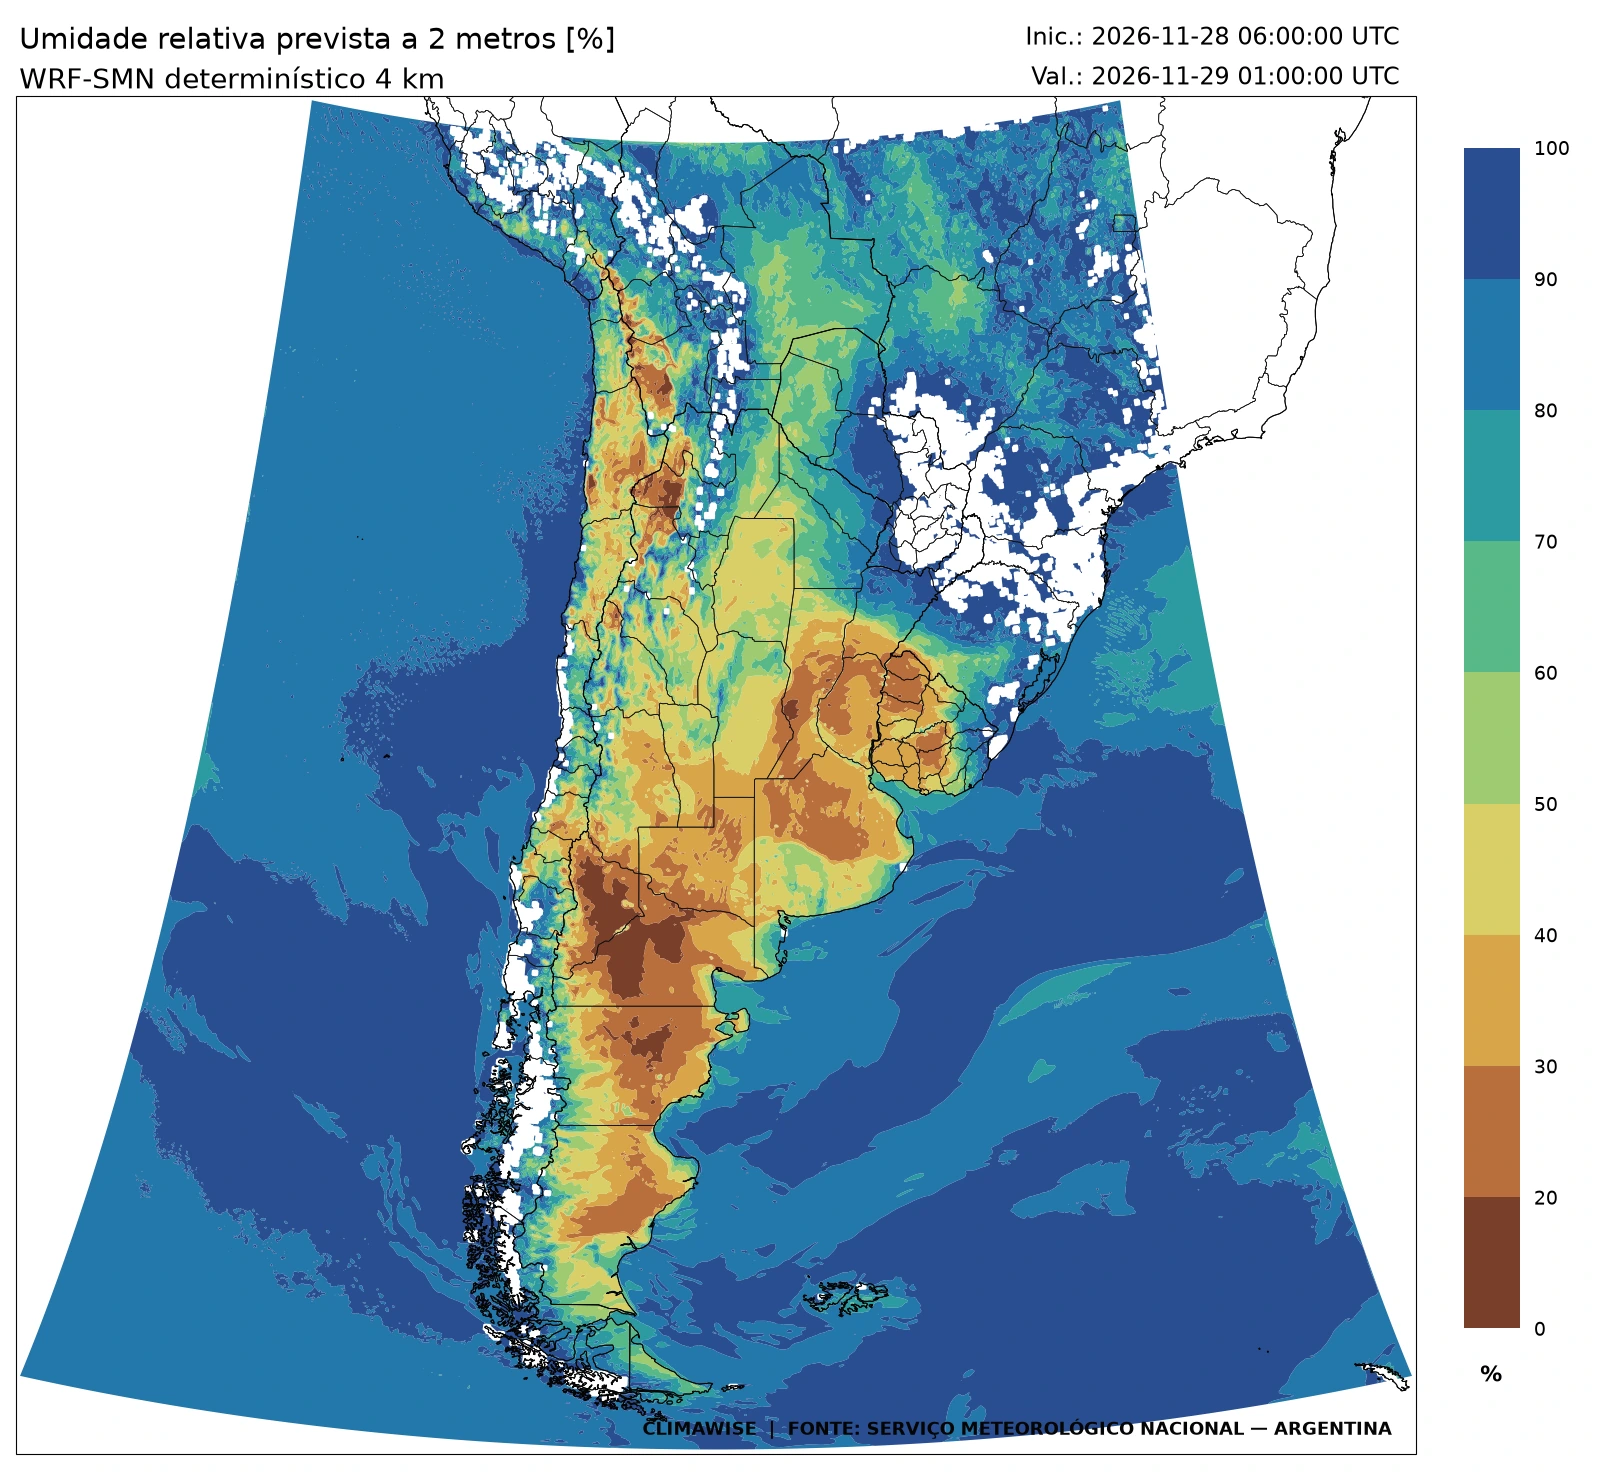 Umidade relativa prevista a 2 metros [%]
WRF-SMN determinístico 4 km
Inic.: 2026-11-28 06:00:00 UTC
Val.: 2026-11-29 01:00:00 UTC
100
90
80
70
60
50
40
30
20
0
%
CLIMAWISE | FONTE: SERVIÇO METEOROLÓGICO NACIONAL — ARGENTINA